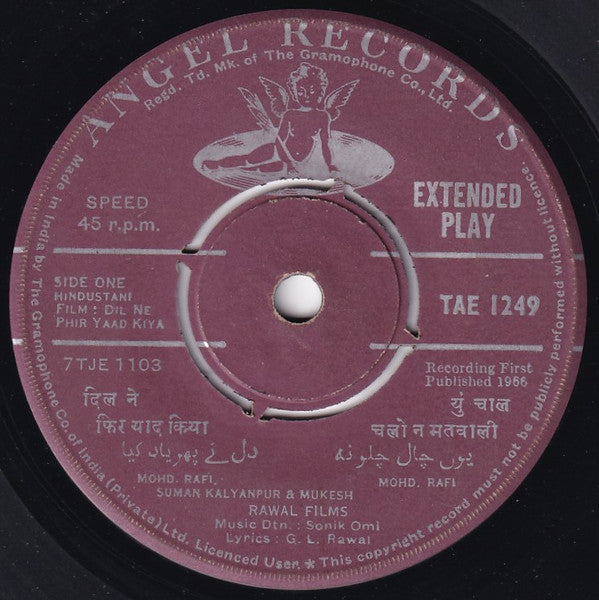 ANGEL RECORDS
Regd. Td. Mk. of The Gramophone Co., Ltd.
SPEED
45 r.p.m.
EXTENDED
PLAY
SIDE ONE
HINDUSTANI
FILM : DIL NE
PHIR YAAD KIYA
TAE 1249
7TJE 1103
Recording First
Published 1966
दिल ने
फिर याद किया
دل نے پھر یاد کیا
युं चाल
चलो न मतवाली
یوں چال چلو نہ
MOHD. RAFI,
SUMAN KALYANPUR & MUKESH
MOHD. RAFI
RAWAL FILMS
Music Dtn. : Sonik Omi
Lyrics : G. L. Rawal
Made in India by The Gramophone Co. of India (Private) Ltd. Licenced User. * This copyright record must not be publicly performed without licence.